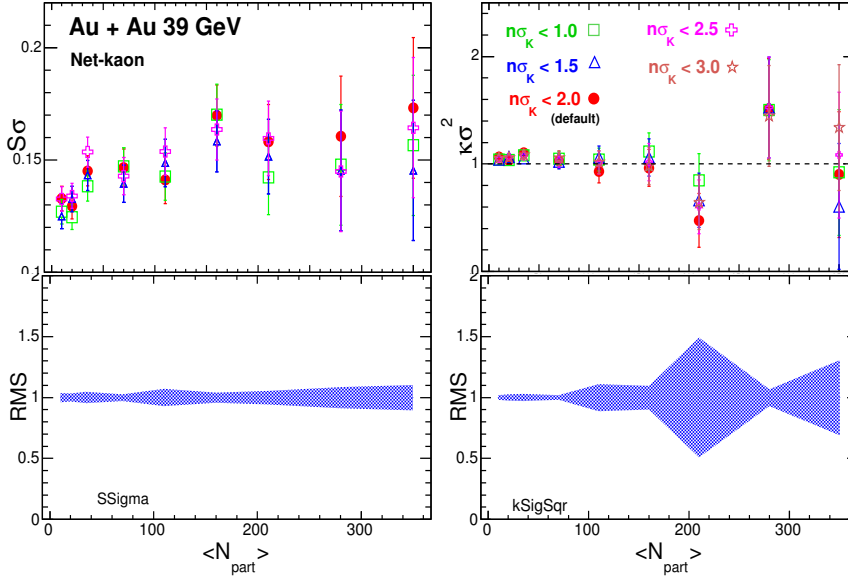 Au + Au 39 GeV
Net-kaon
Sσ
0.2
0.15
0.1
nσK < 1.0
nσK < 1.5
nσK < 2.0
(default)
nσK < 2.5
nσK < 3.0
κσ²
2
1
0
RMS
2
1.5
1
0.5
0
SSigma
0 100 200 300
<Npart >
RMS
2
1.5
1
0.5
0
kSigSqr
0 100 200 300
<Npart >